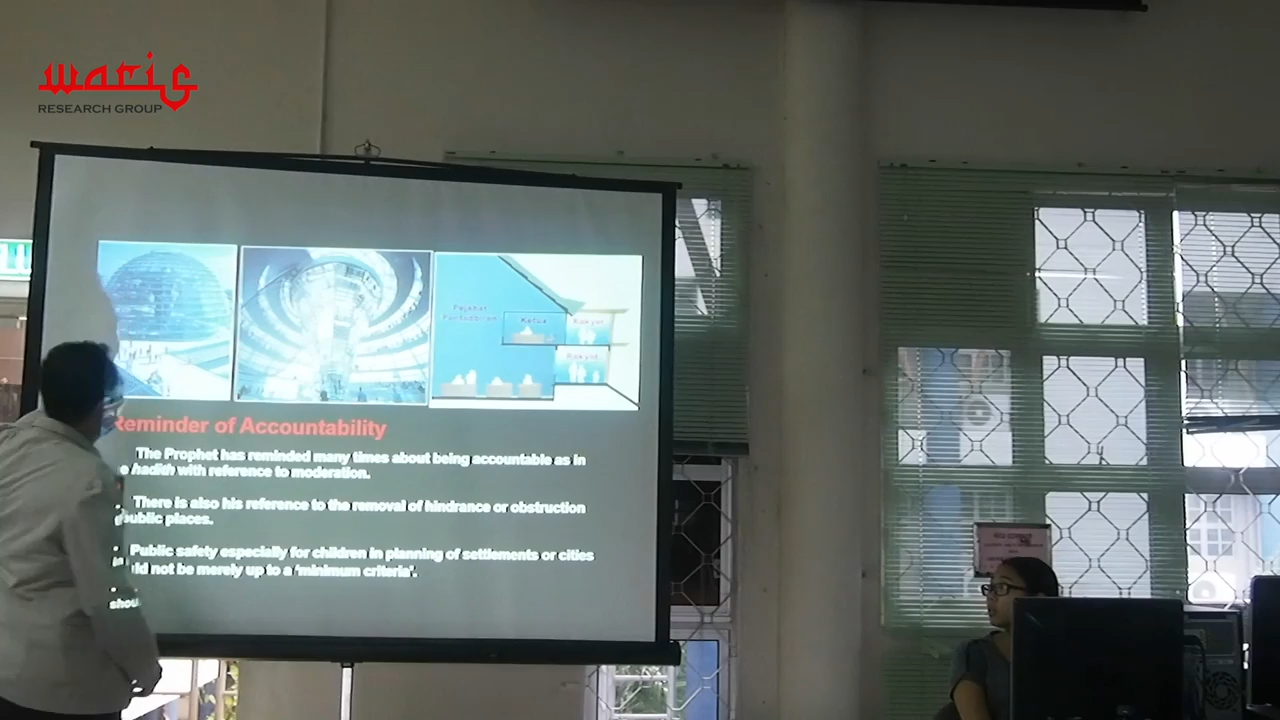 waris
RESEARCH GROUP
Pejabat
Ketua
Rakyat
Rakyat
Reminder of Accountability
The Prophet has reminded many times about being accountable as in
hadith with reference to moderation.
There is also his reference to the removal of hindrance or obstruction
public places.
Public safety especially for children in planning of settlements or cities
not be merely up to a 'minimum criteria'.